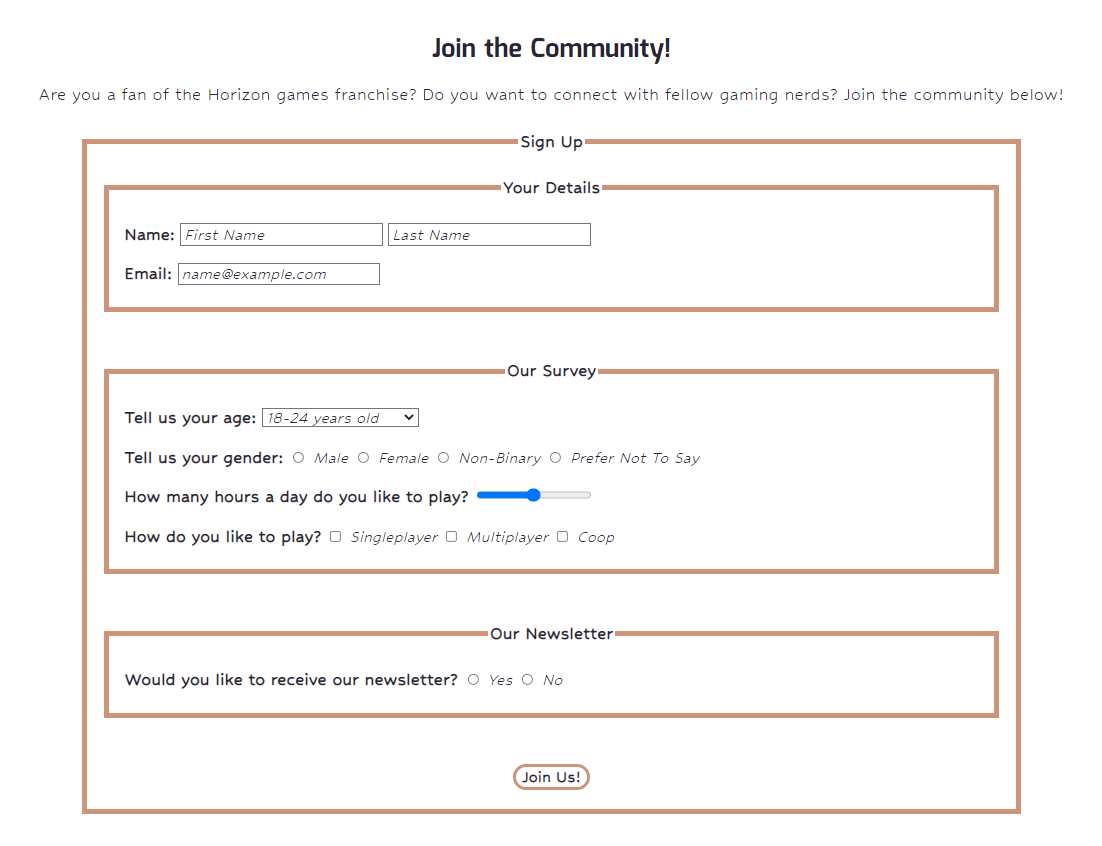 Join the Community!
Are you a fan of the Horizon games franchise? Do you want to connect with fellow gaming nerds? Join the community below!
Sign Up
Your Details
Name: First Name Last Name
Email: name@example.com
Our Survey
Tell us your age: 18-24 years old
Tell us your gender: Male Female Non-Binary Prefer Not To Say
How many hours a day do you like to play?
How do you like to play? Singleplayer Multiplayer Coop
Our Newsletter
Would you like to receive our newsletter? Yes No
Join Us!